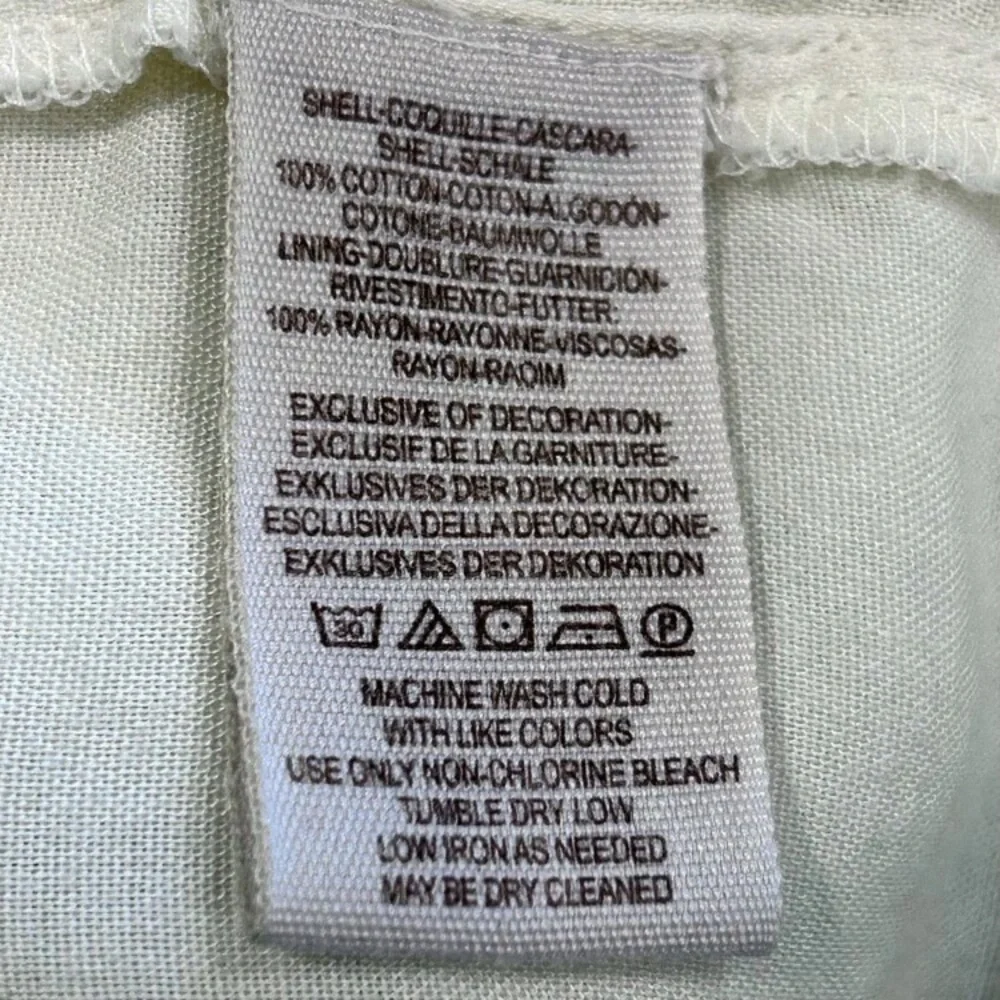 SHELL-COQUILLE-CASCARA-
SHELL-SCHALE
100% COTTON-COTON-ALGODÓN-
COTONE-BAUMWOLLE
LINING-DOUBLURE-GUARNICIÓN-
RIVESTIMENTO-FUTTER
100% RAYON-RAYONNE-VISCOSAS-
RAYON-RAOIM
EXCLUSIVE OF DECORATION-
EXCLUSIF DE LA GARNITURE-
EXKLUSIVES DER DEKORATION-
ESCLUSIVA DELLA DECORAZIONE-
EXKLUSIVES DER DEKORATION
30 P
MACHINE WASH COLD
WITH LIKE COLORS
USE ONLY NON-CHLORINE BLEACH
TUMBLE DRY LOW
LOW IRON AS NEEDED
MAY BE DRY CLEANED